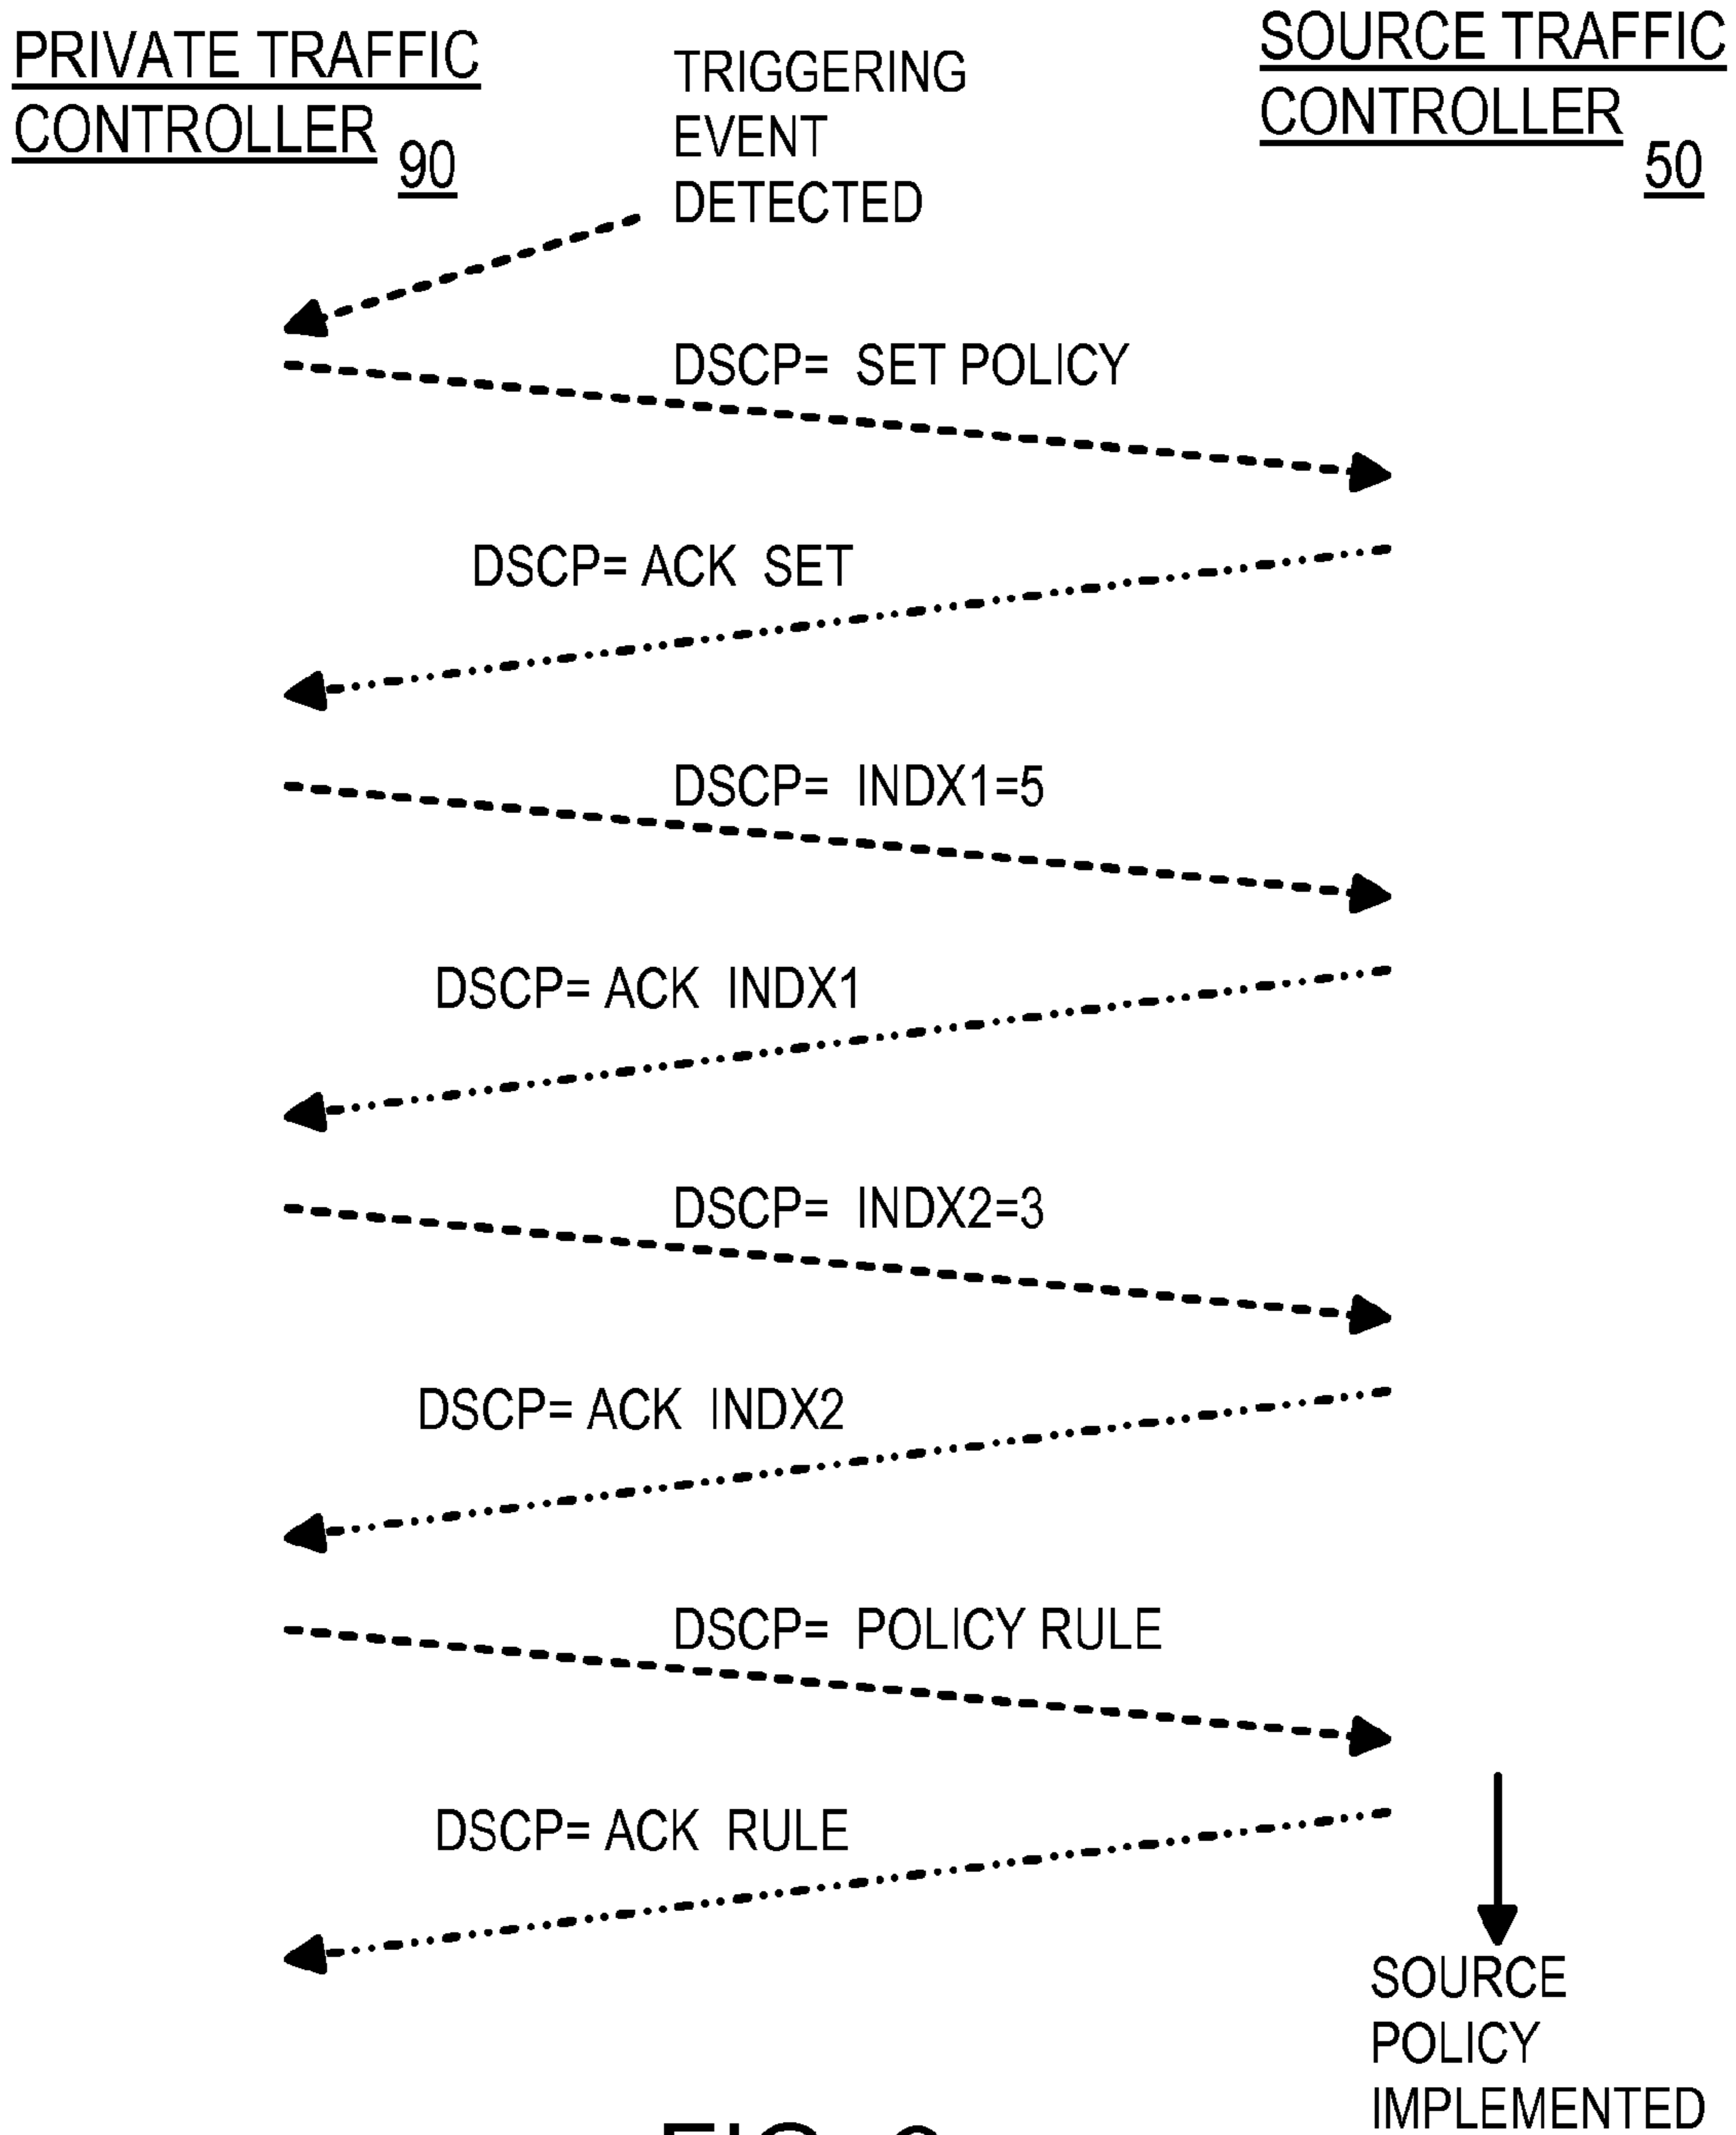 PRIVATE TRAFFIC
CONTROLLER 90
TRIGGERING
EVENT
DETECTED
SOURCE TRAFFIC
CONTROLLER 50
DSCP= SET POLICY
DSCP= ACK SET
DSCP= INDX1=5
DSCP= ACK INDX1
DSCP= INDX2=3
DSCP= ACK INDX2
DSCP= POLICY RULE
DSCP= ACK RULE
SOURCE
POLICY
IMPLEMENTED